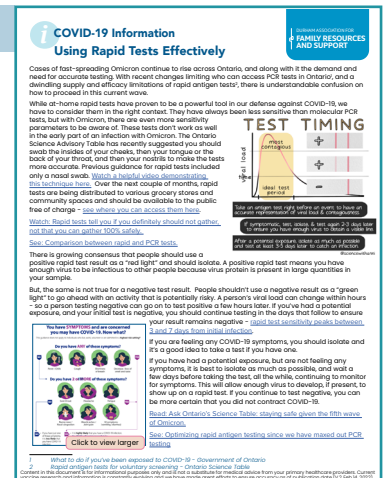 i COVID-19 Information
Using Rapid Tests Effectively
DURHAM ASSOCIATION FOR
FAMILY RESOURCES
AND SUPPORT
Cases of fast-spreading Omicron continue to rise across Ontario, and along with it the demand and
need for accurate testing. With recent changes limiting who can access PCR tests in Ontario¹, and a
dwindling supply and efficacy limitations of rapid antigen tests², there is understandable confusion on
how to proceed in this current wave.
While at-home rapid tests have proven to be a powerful tool in our defense against COVID-19, we
have to consider them in the right context. They have always been less sensitive than molecular PCR
tests, but with Omicron, there are even more sensitivity
parameters to be aware of. These tests don't work as well
in the early part of an infection with Omicron. The Ontario
Science Advisory Table has recently suggested you should
swab the insides of your cheeks, then your tongue or the
back of your throat, and then your nostrils to make the tests
more accurate. Previous guidance for rapid tests included
only a nasal swab. Watch a helpful video demonstrating
this technique here. Over the next couple of months, rapid
tests are being distributed to various grocery stores and
community spaces and should be available to the public
free of charge - see where you can access them here.
Watch: Rapid tests tell you if you definitely should not gather,
not that you can gather 100% safely.
See: Comparison between rapid and PCR tests.
TEST TIMING
most
contagious
viral load
time
ideal test
period
Take an antigen test right before an event, to have an
accurate representation of viral load & contagiousness.
If symptomatic, test, isolate, & test again 2-3 days later
to ensure you have enough virus to obtain a visible line
After a potential exposure, isolate as much as possible
and test at least 3-5 days later to catch an infection.
There is growing consensus that people should use a
positive rapid test result as a "red light" and should isolate. A positive rapid test means you have
enough virus to be infectious to other people because virus protein is present in large quantities in
your sample.
But, the same is not true for a negative test result. People shouldn't use a negative result as a "green
light" to go ahead with an activity that is potentially risky. A person's viral load can change within hours
- so a person testing negative can go on to test positive a few hours later. If you've had a potential
exposure, and your initial test is negative, you should continue testing in the days that follow to ensure
your result remains negative - rapid test sensitivity peaks between
3 and 7 days from initial infection.
If you are feeling any COVID-19 symptoms, you should isolate and
it's a good idea to take a test if you have one.
If you have had a potential exposure, but are not feeling any
symptoms, it is best to isolate as much as possible, and wait a
few days before taking the test, all the while, continuing to monitor
for symptoms. This will allow enough virus to develop, if present, to
show up on a rapid test. If you continue to test negative, you can
be more certain that you did not contract COVID-19.
Read: Ask Ontario's Science Table: staying safe given the fifth wave
of Omicron.
See: Optimizing rapid antigen testing since we have maxed out PCR
testing
You have SYMPTOMS and are concerned
you may have COVID-19. Now what?
Do you have ANY of these?
Do you have 2 or MORE of these symptoms?
Click to view larger
1 What to do if you've been exposed to COVID-19 - Government of Ontario
2 Rapid antigen tests for voluntary screening - Ontario Science Table
Content in this document is for informational purposes only and is not a substitute for medical advice from your primary healthcare providers. Current